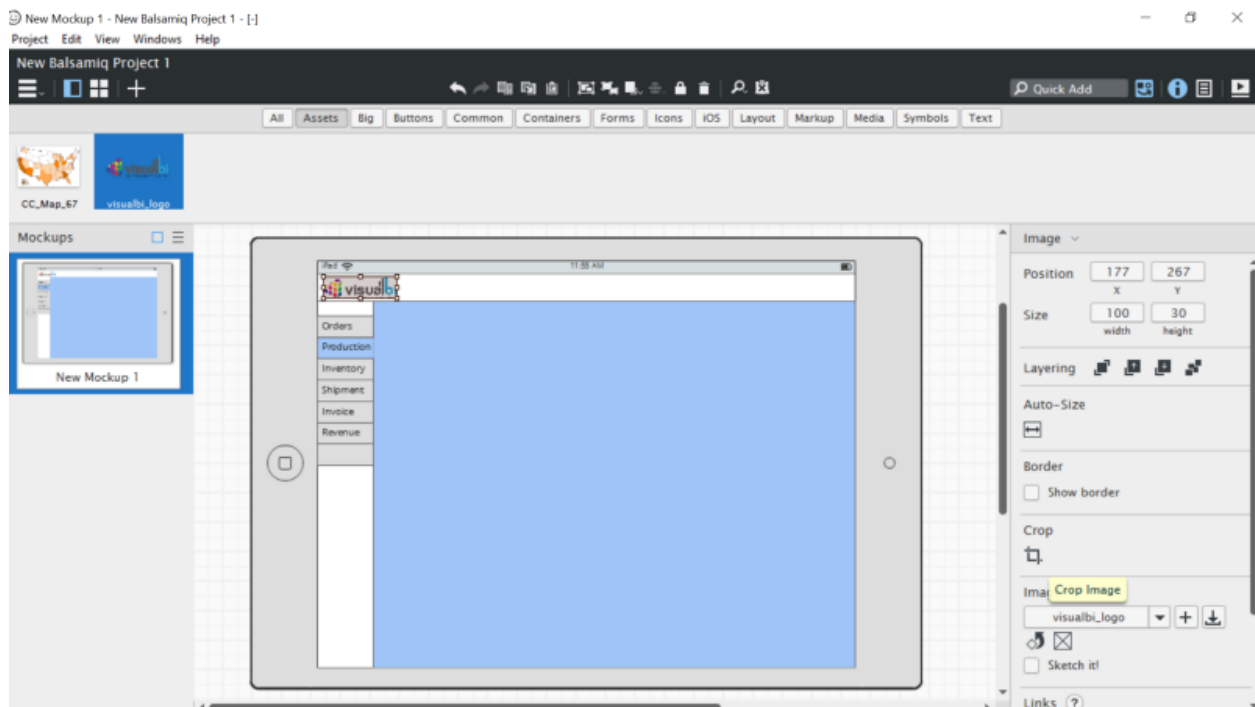 New Mockup 1 - New Balsamiq Project 1 - [-]
Project Edit View Windows Help
New Balsamiq Project 1
Quick Add
All Assets Big Buttons Common Containers Forms Icons iOS Layout Markup Media Symbols Text
visualbi
CC_Map_67 visualbi_logo
Mockups
New Mockup 1
iPad 11:55 AM
visualbi
Orders
Production
Inventory
Shipment
Invoice
Revenue
Image
Position 177 267
X Y
Size 100 30
width height
Layering
Auto-Size
Border
Show border
Crop
Crop Image
visualbi_logo
Sketch it!
Links ?